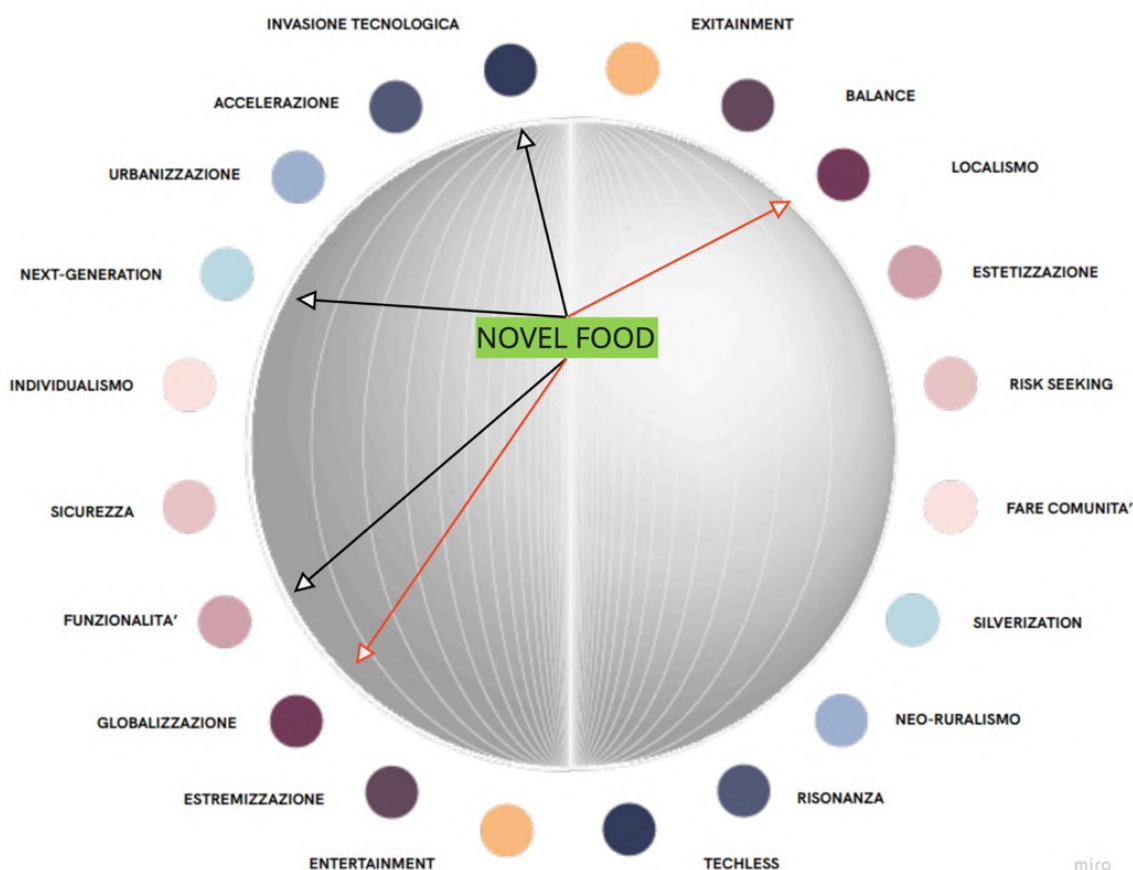 INVASIONE TECNOLOGICA
EXITAINMENT
ACCELERAZIONE
BALANCE
URBANIZZAZIONE
LOCALISMO
NEXT-GENERATION
ESTETIZZAZIONE
NOVEL FOOD
INDIVIDUALISMO
RISK SEEKING
SICUREZZA
FARE COMUNITA’
FUNZIONALITA’
SILVERIZATION
GLOBALIZZAZIONE
NEO-RURALISMO
ESTREMIZZAZIONE
RISONANZA
ENTERTAINMENT
TECHLESS
miro